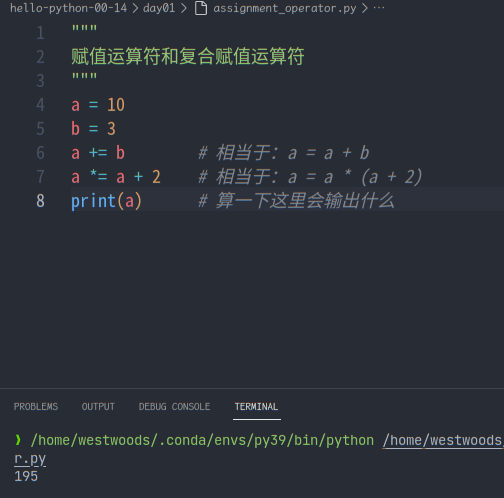 hello-python-00-14 > day01 > assignment_operator.py > ...
1 """
2 赋值运算符和复合赋值运算符
3 """
4 a = 10
5 b = 3
6 a += b # 相当于: a = a + b
7 a *= a + 2 # 相当于: a = a * (a + 2)
8 print(a) # 算一下这里会输出什么
PROBLEMS OUTPUT DEBUG CONSOLE TERMINAL
❯ /home/westwoods/.conda/envs/py39/bin/python /home/westwoods/
r.py
195